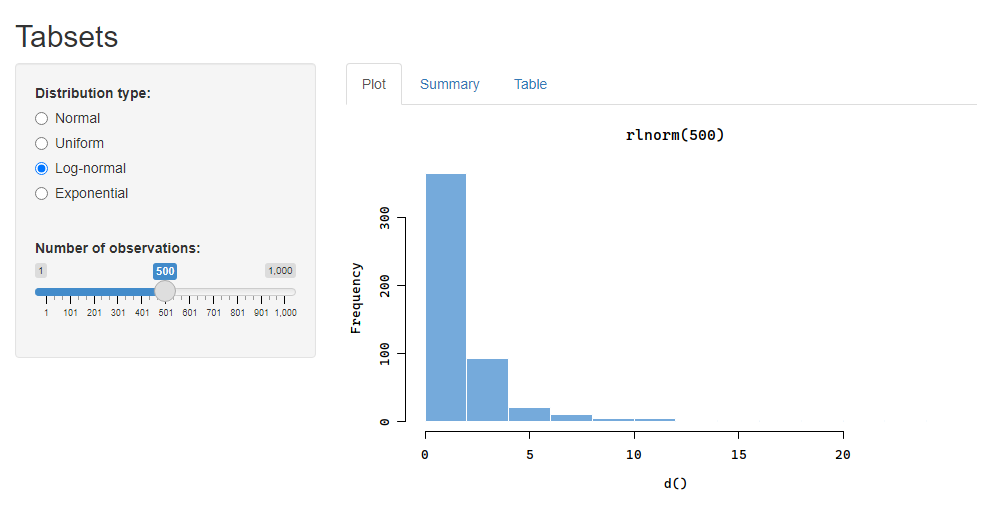 Tabsets
Distribution type:
Normal
Uniform
Log-normal
Exponential
Number of observations:
1 500 1,000
1 101 201 301 401 501 601 701 801 901 1,000
Plot Summary Table
rlnorm(500)
Frequency
300
200
100
0
0 5 10 15 20
d()